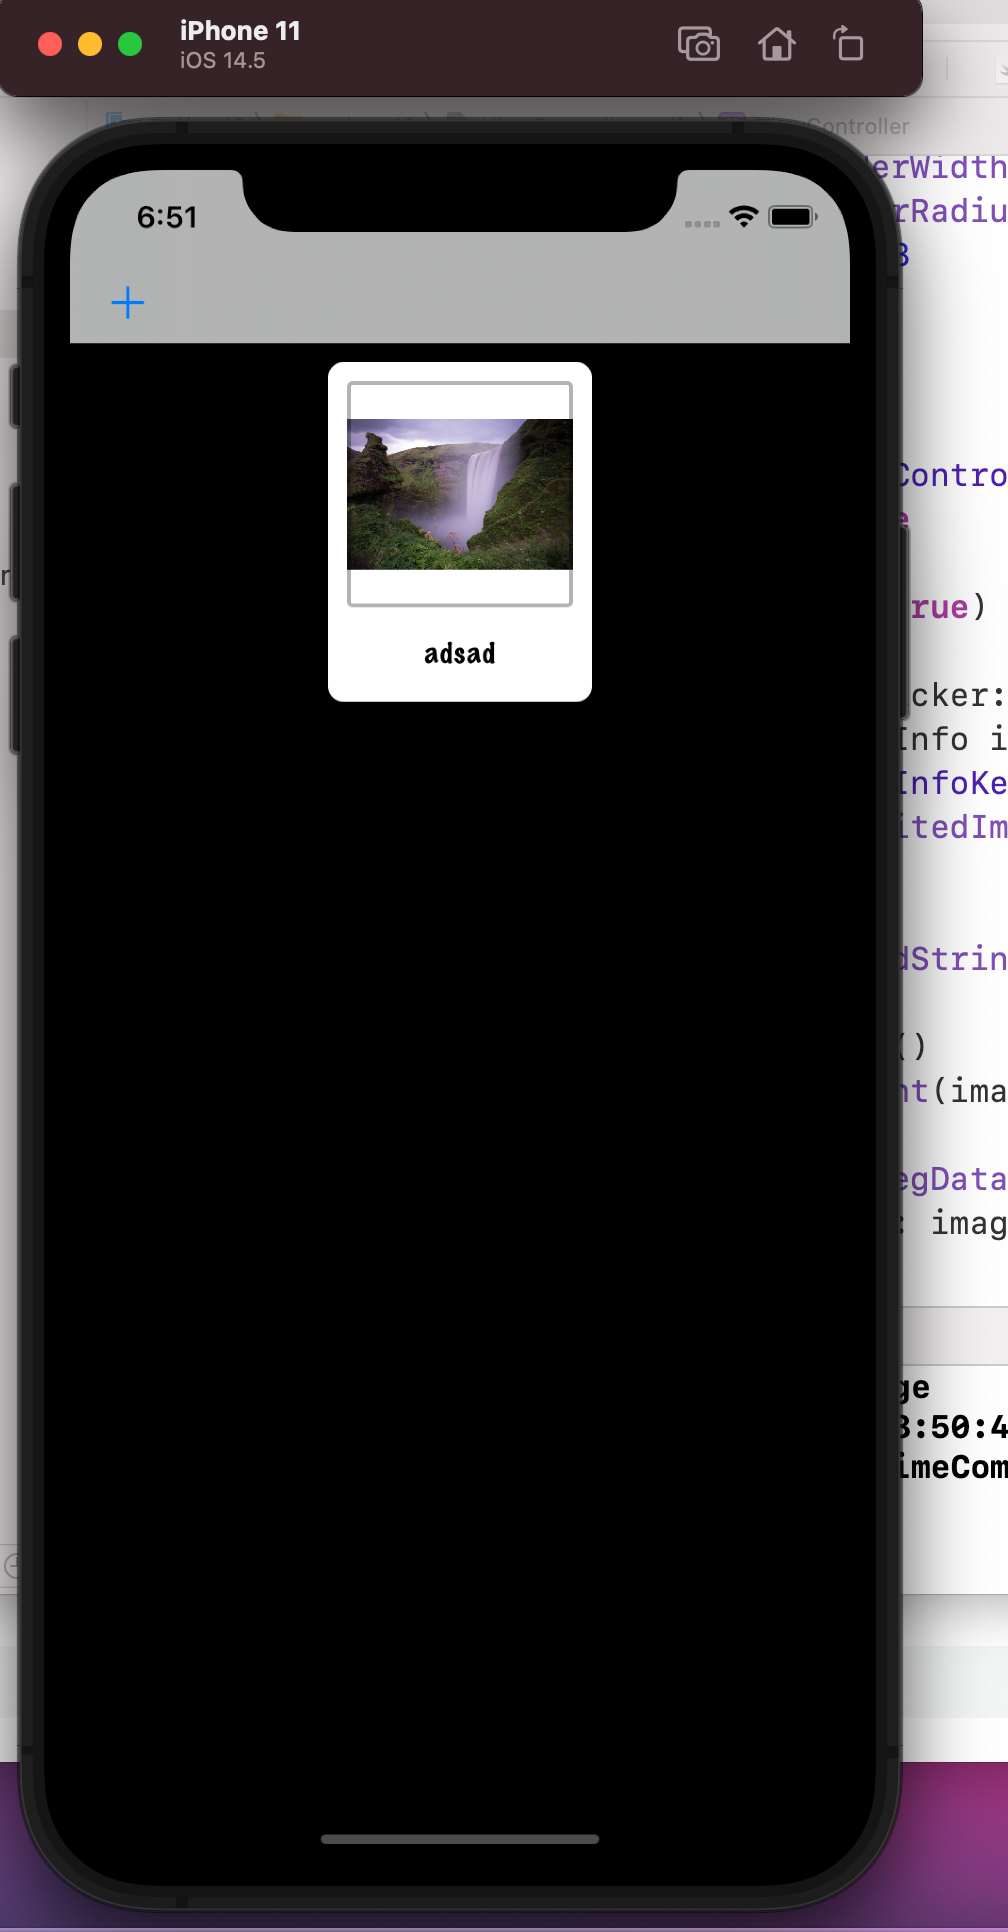 iPhone 11
iOS 14.5
Controller
6:51
adsad
erWidth
rRadiu
Contro
rue)
cker:
Info i
InfoKe
itedIm
dStrin
()
nt(ima
egData
: imag
ge
3:50:4
imeCom